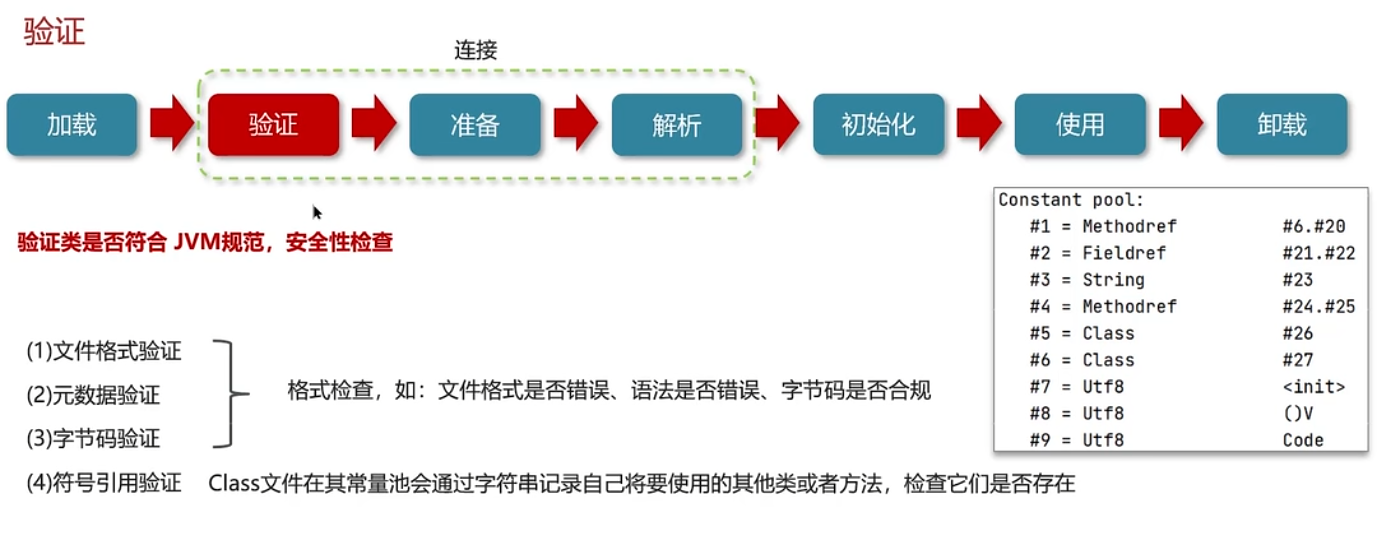 验证
连接
加载 验证 准备 解析 初始化 使用 卸载
验证类是否符合 JVM规范，安全性检查
Constant pool:
#1 = Methodref #6.#20
#2 = Fieldref #21.#22
#3 = String #23
#4 = Methodref #24.#25
#5 = Class #26
#6 = Class #27
#7 = Utf8 <init>
#8 = Utf8 ()V
#9 = Utf8 Code
(1)文件格式验证
(2)元数据验证
(3)字节码验证
格式检查，如：文件格式是否错误、语法是否错误、字节码是否合规
(4)符号引用验证 Class文件在其常量池会通过字符串记录自己将要使用的其他类或者方法，检查它们是否存在